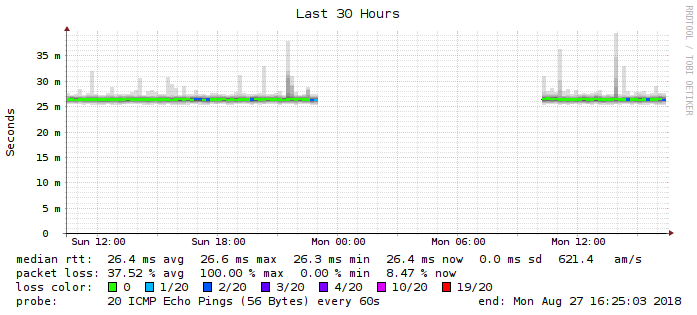 Last 30 Hours
RRDTOOL / TOBI OETIKER
Seconds
35 m
30 m
25 m
20 m
15 m
10 m
5 m
0
Sun 12:00 Sun 18:00 Mon 00:00 Mon 06:00 Mon 12:00
median rtt: 26.4 ms avg 26.6 ms max 26.3 ms min 26.4 ms now 0.0 ms sd 621.4 am/s
packet loss: 37.52 % avg 100.00 % max 0.00 % min 8.47 % now
loss color: 0 1/20 2/20 3/20 4/20 10/20 19/20
probe: 20 ICMP Echo Pings (56 Bytes) every 60s end: Mon Aug 27 16:25:03 2018